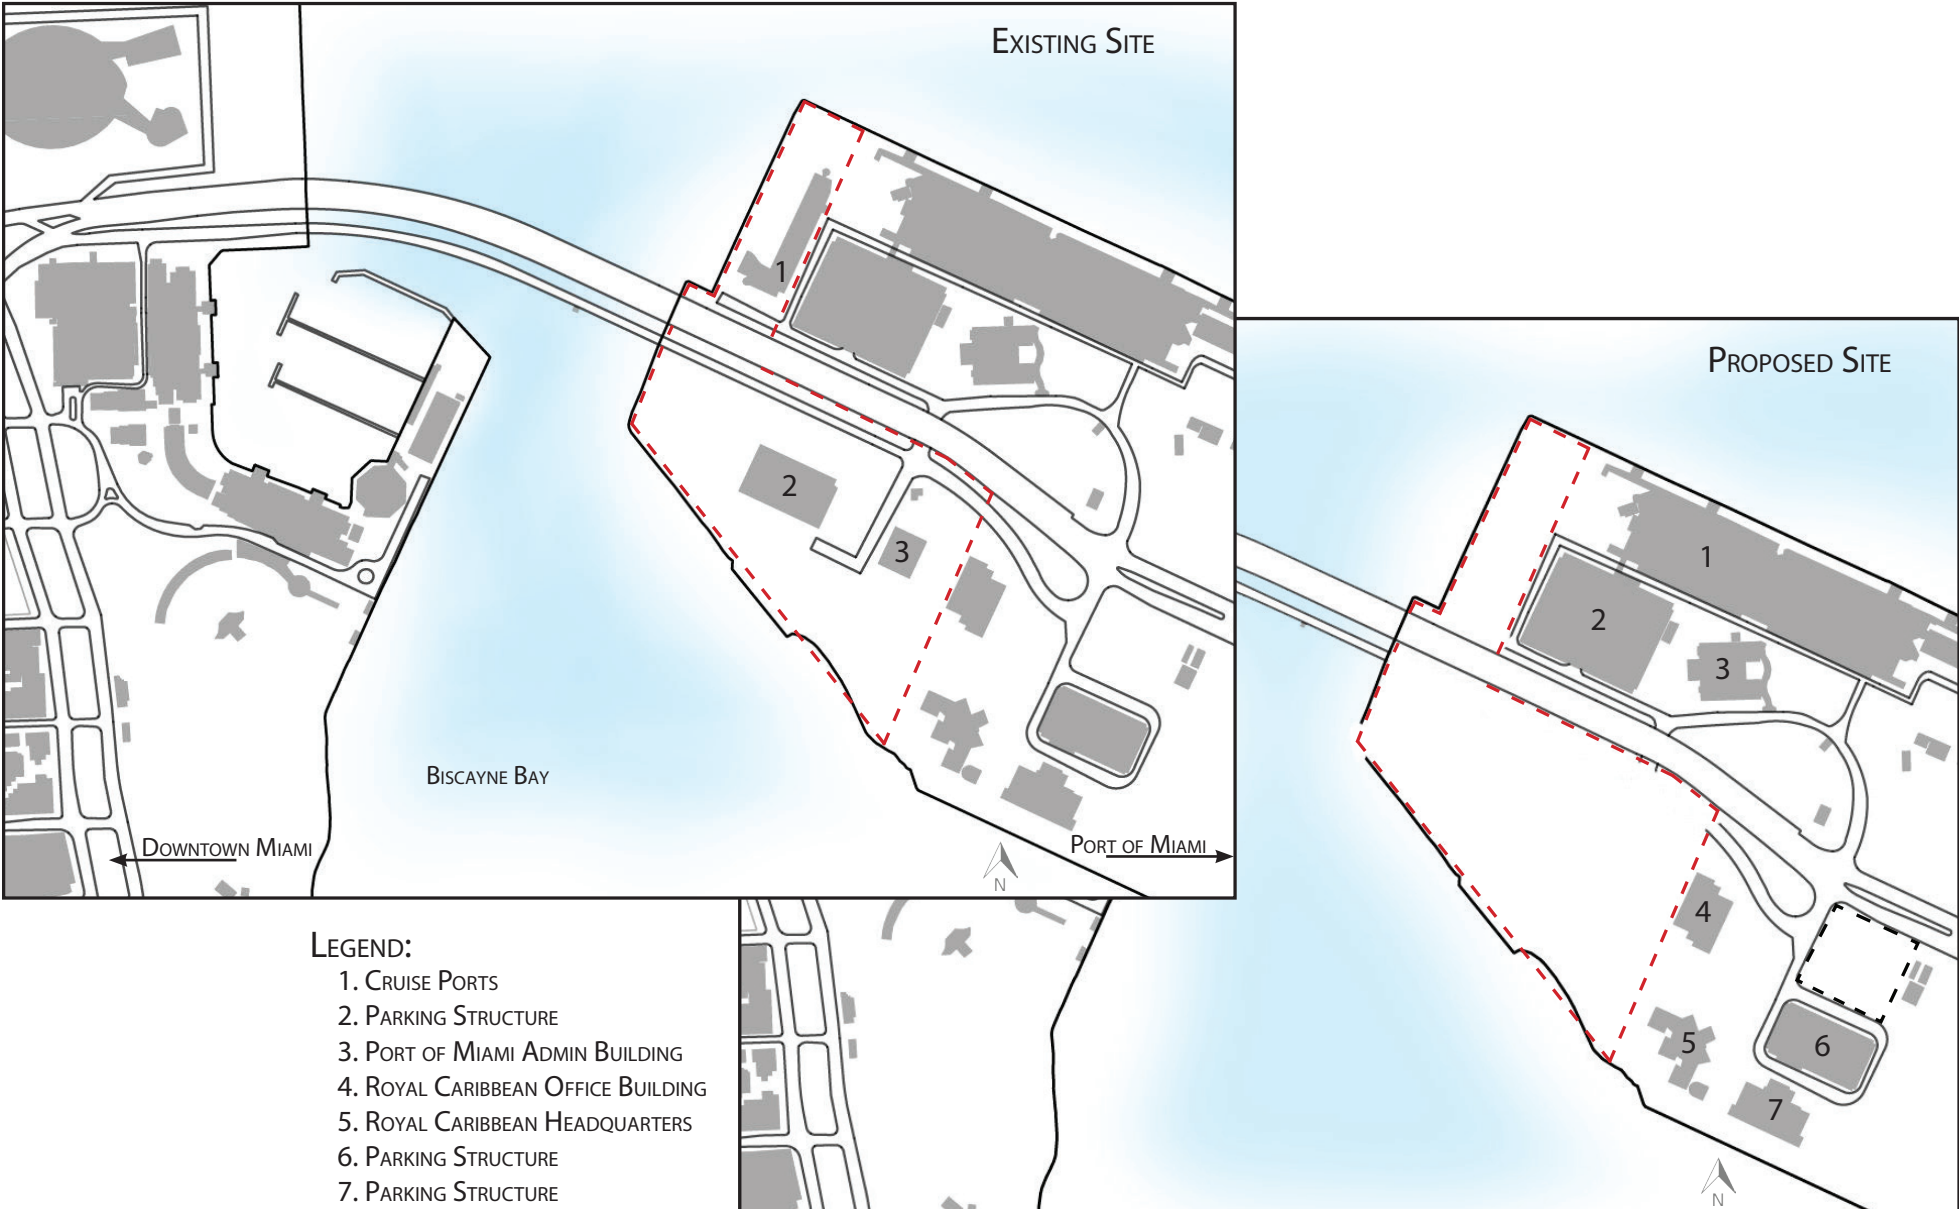 Existing Site
1
2
3
Biscayne Bay
Downtown Miami
Port of Miami
N
Proposed Site
1
2
3
4
5
6
7
N
Legend:
1. Cruise Ports
2. Parking Structure
3. Port of Miami Admin Building
4. Royal Caribbean Office Building
5. Royal Caribbean Headquarters
6. Parking Structure
7. Parking Structure